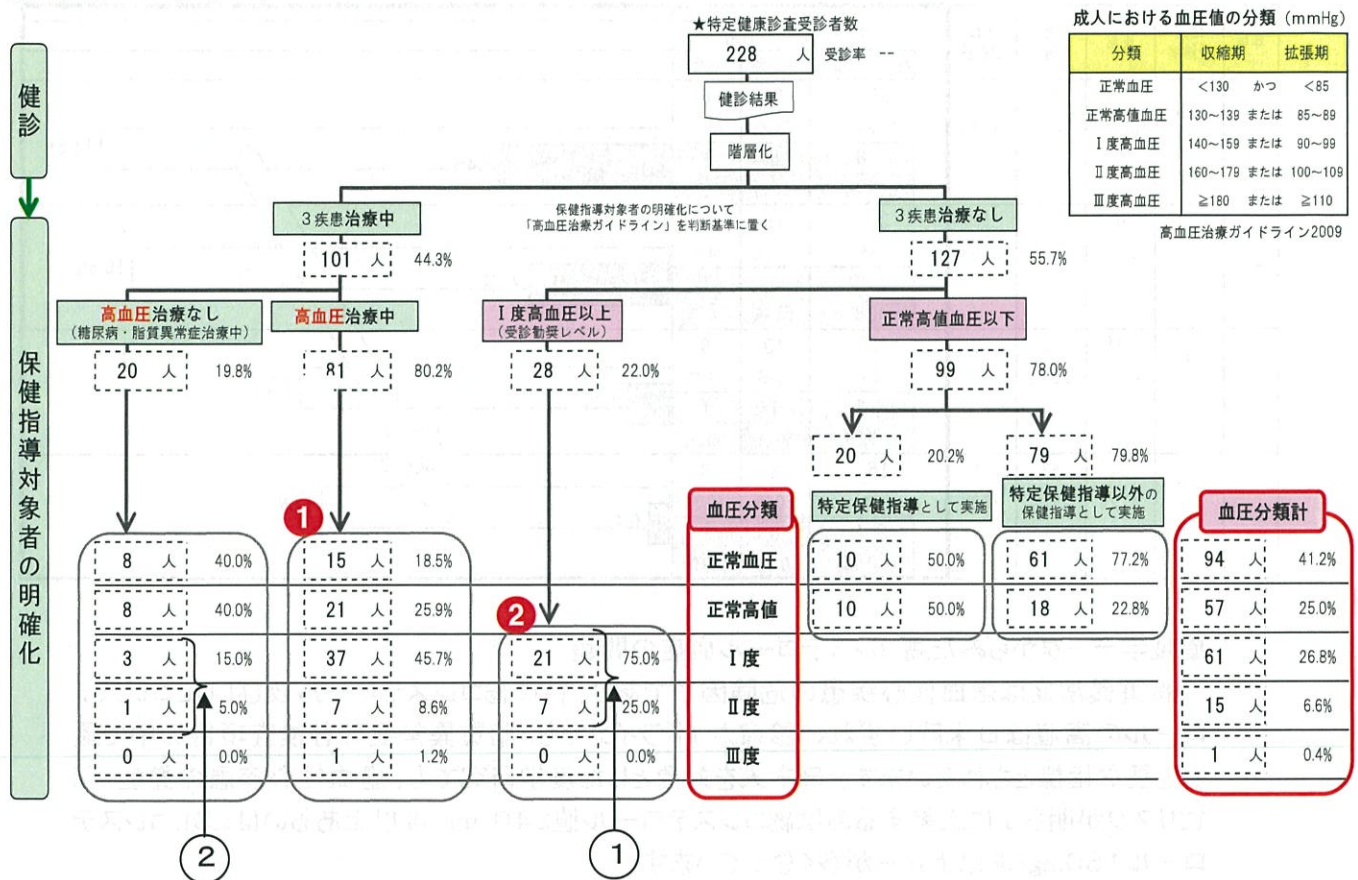 ★特定健康診査受診者数
228 人 受診率 --
健診結果
階層化
成人における血圧値の分類 (mmHg)
分類 収縮期 拡張期
正常血圧 <130 かつ <85
正常高値血圧 130~139 または 85~89
Ⅰ度高血圧 140~159 または 90~99
Ⅱ度高血圧 160~179 または 100~109
Ⅲ度高血圧 ≧180 または ≧110
高血圧治療ガイドライン2009
健診
保健指導対象者の明確化
3疾患治療中
101 人 44.3%
保健指導対象者の明確化について
「高血圧治療ガイドライン」を判断基準に置く
3疾患治療なし
127 人 55.7%
高血圧治療なし
(糖尿病・脂質異常症治療中)
20 人 19.8%
高血圧治療中
81 人 80.2%
Ⅰ度高血圧以上
(受診勧奨レベル)
28 人 22.0%
正常高値血圧以下
99 人 78.0%
20 人 20.2%
79 人 79.8%
1
2
血圧分類
特定保健指導として実施
特定保健指導以外の
保健指導として実施
血圧分類計
8 人 40.0% 15 人 18.5% 正常血圧 10 人 50.0% 61 人 77.2% 94 人 41.2%
8 人 40.0% 21 人 25.9% 正常高値 10 人 50.0% 18 人 22.8% 57 人 25.0%
3 人 15.0% 37 人 45.7% 21 人 75.0% Ⅰ度 61 人 26.8%
1 人 5.0% 7 人 8.6% 7 人 25.0% Ⅱ度 15 人 6.6%
0 人 0.0% 1 人 1.2% 0 人 0.0% Ⅲ度 1 人 0.4%
2
1